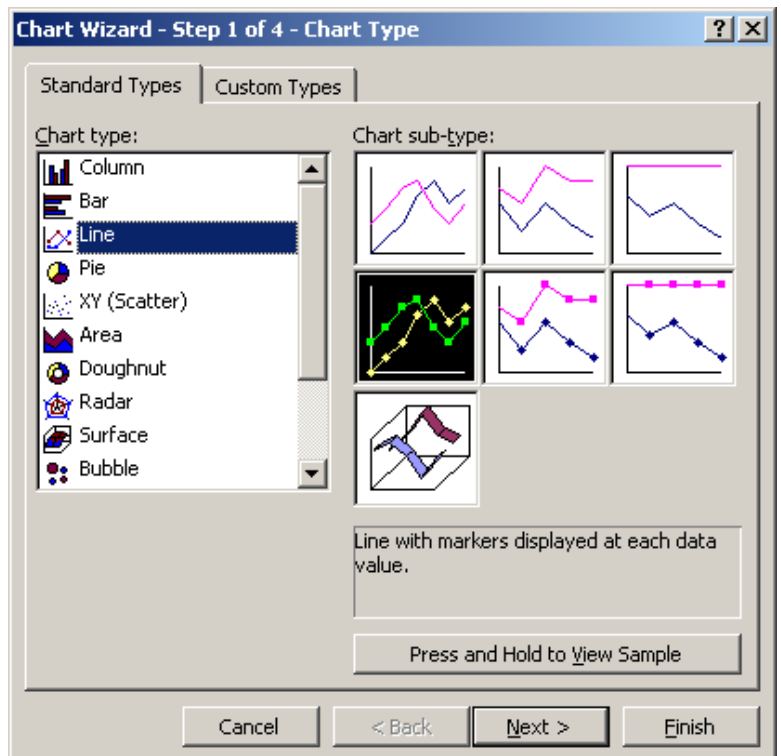 Chart Wizard - Step 1 of 4 - Chart Type
Standard Types
Custom Types
Chart type:
Column
Bar
Line
Pie
XY (Scatter)
Area
Doughnut
Radar
Surface
Bubble
Chart sub-type:
Line with markers displayed at each data
value.
Press and Hold to View Sample
Cancel
< Back
Next >
Finish